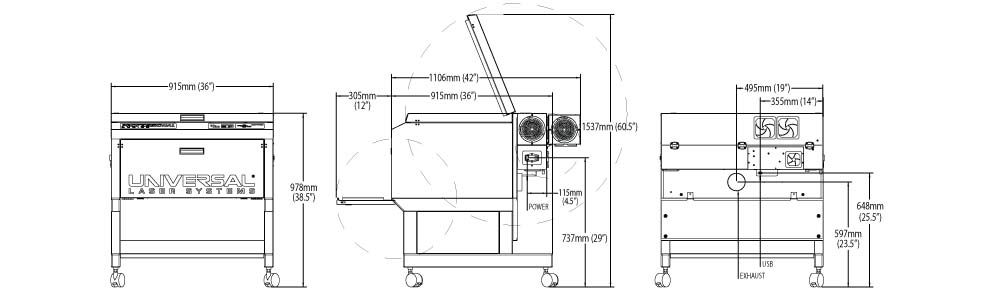 915mm (36")
UNIVERSAL
LASER SYSTEMS
978mm
(38.5")
1106mm (42")
305mm
(12")
915mm (36")
1537mm (60.5")
115mm
(4.5")
POWER
737mm (29")
495mm (19")
355mm (14")
648mm
(25.5")
597mm
(23.5")
USB
EXHAUST